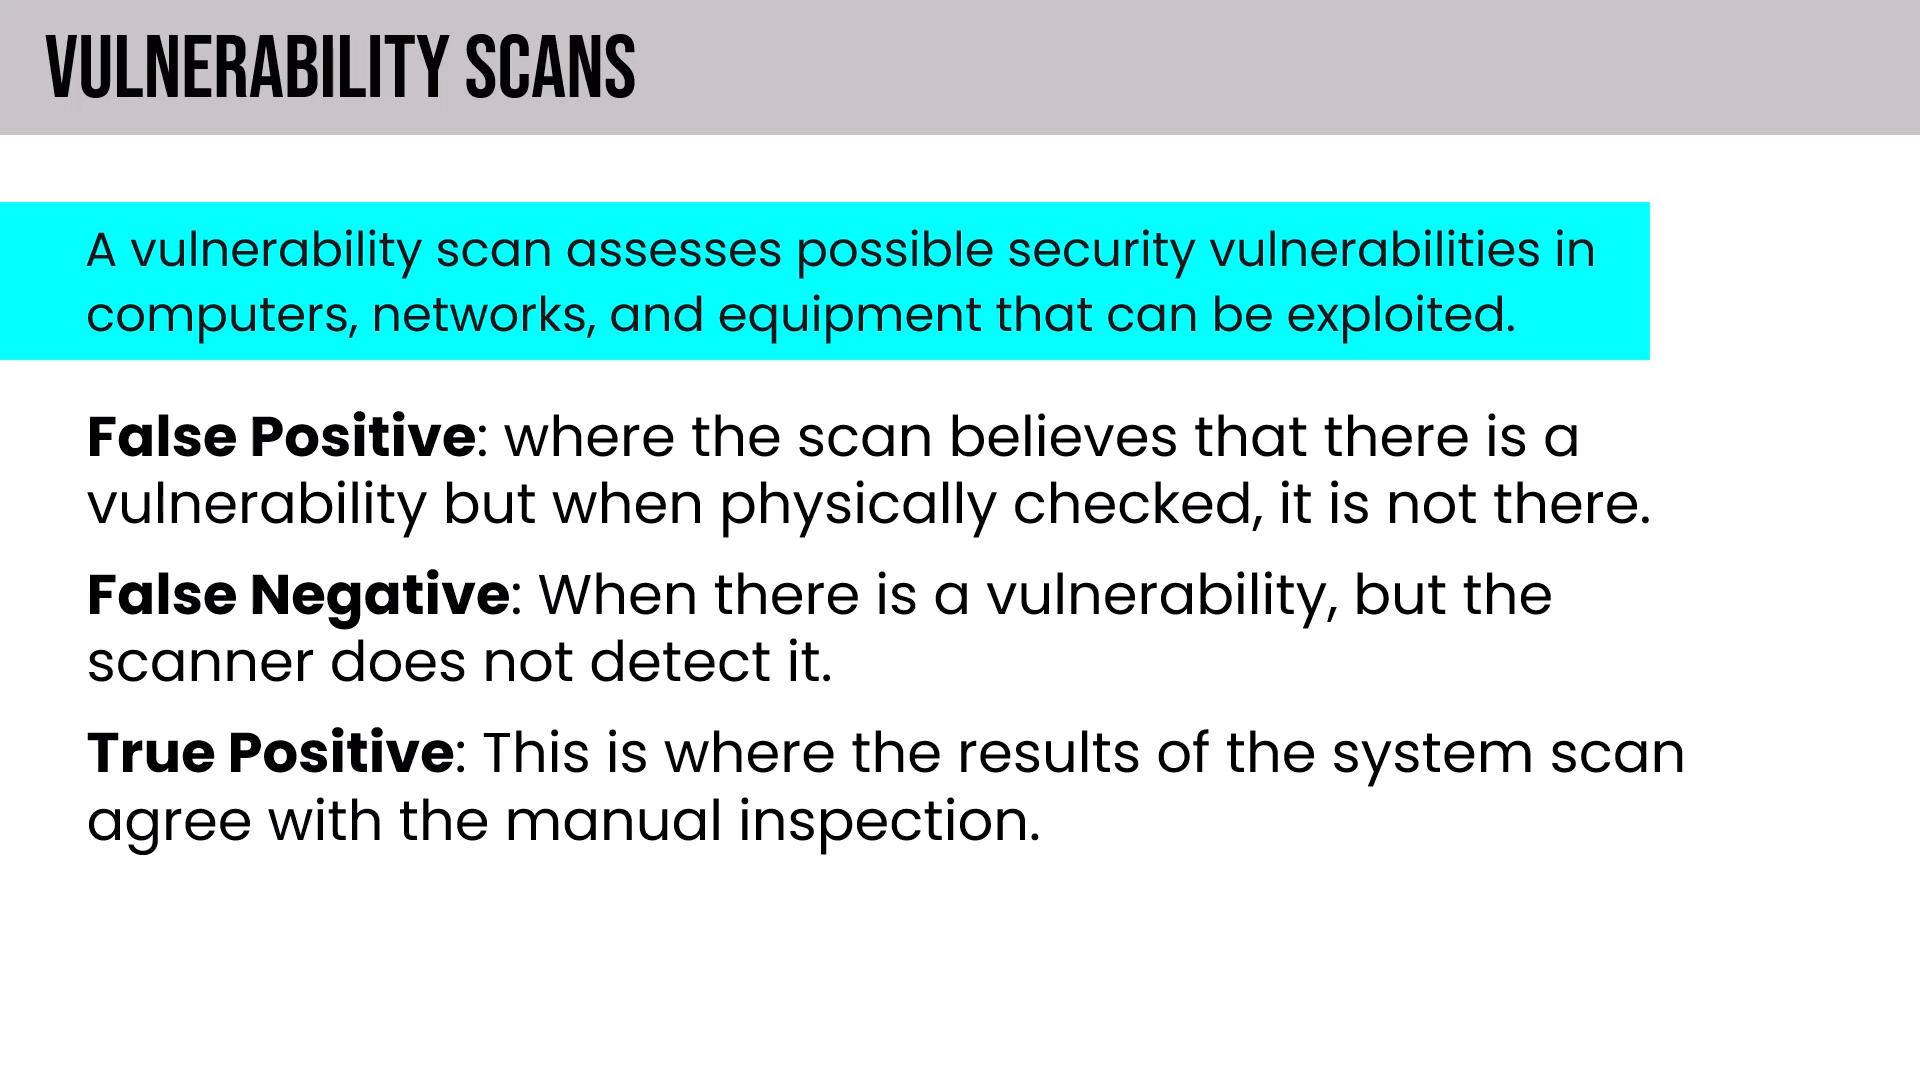 VULNERABILITY SCANS
A vulnerability scan assesses possible security vulnerabilities in
computers, networks, and equipment that can be exploited.
False Positive: where the scan believes that there is a
vulnerability but when physically checked, it is not there.
False Negative: When there is a vulnerability, but the
scanner does not detect it.
True Positive: This is where the results of the system scan
agree with the manual inspection.